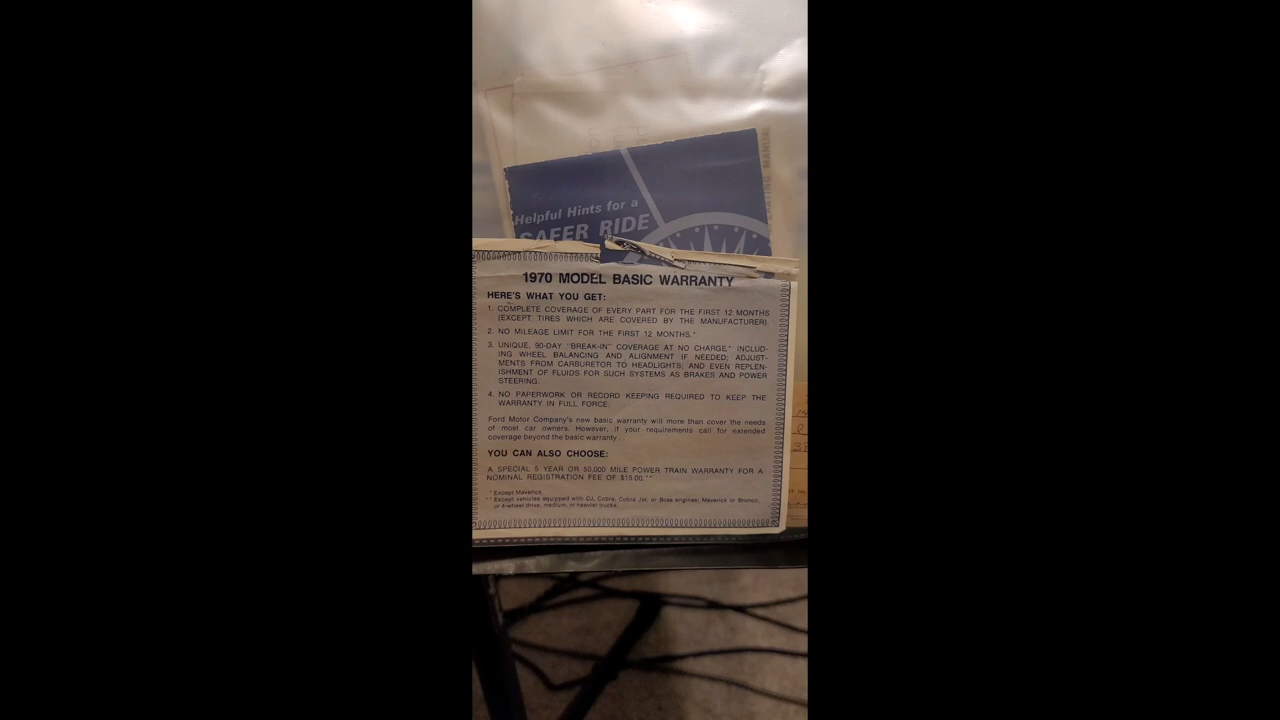 Helpful Hints for a
SAFER RIDE
1970 MODEL BASIC WARRANTY
HERE'S WHAT YOU GET:
1. COMPLETE COVERAGE OF EVERY PART FOR THE FIRST 12 MONTHS
(EXCEPT TIRES WHICH ARE COVERED BY THE MANUFACTURER)
2. NO MILEAGE LIMIT FOR THE FIRST 12 MONTHS.*
3. UNIQUE, 90-DAY "BREAK-IN" COVERAGE AT NO CHARGE,* INCLUD-
ING WHEEL BALANCING AND ALIGNMENT IF NEEDED; ADJUST-
MENTS FROM CARBURETOR TO HEADLIGHTS; AND EVEN REPLEN-
ISHMENT OF FLUIDS FOR SUCH SYSTEMS AS BRAKES AND POWER
STEERING.
4. NO PAPERWORK OR RECORD KEEPING REQUIRED TO KEEP THE
WARRANTY IN FULL FORCE.
Ford Motor Company's new basic warranty will more than cover the needs
of most car owners. However, if your requirements call for extended
coverage beyond the basic warranty . . .
YOU CAN ALSO CHOOSE:
A SPECIAL 5 YEAR OR 50,000 MILE POWER TRAIN WARRANTY FOR A
NOMINAL REGISTRATION FEE OF $15.00.**
* Except Maverick.
** Except vehicles equipped with CJ, Cobra, Cobra Jet, or Boss engines; Maverick or Bronco;
or 4-wheel drive, medium, or heavier trucks.
MANUAL